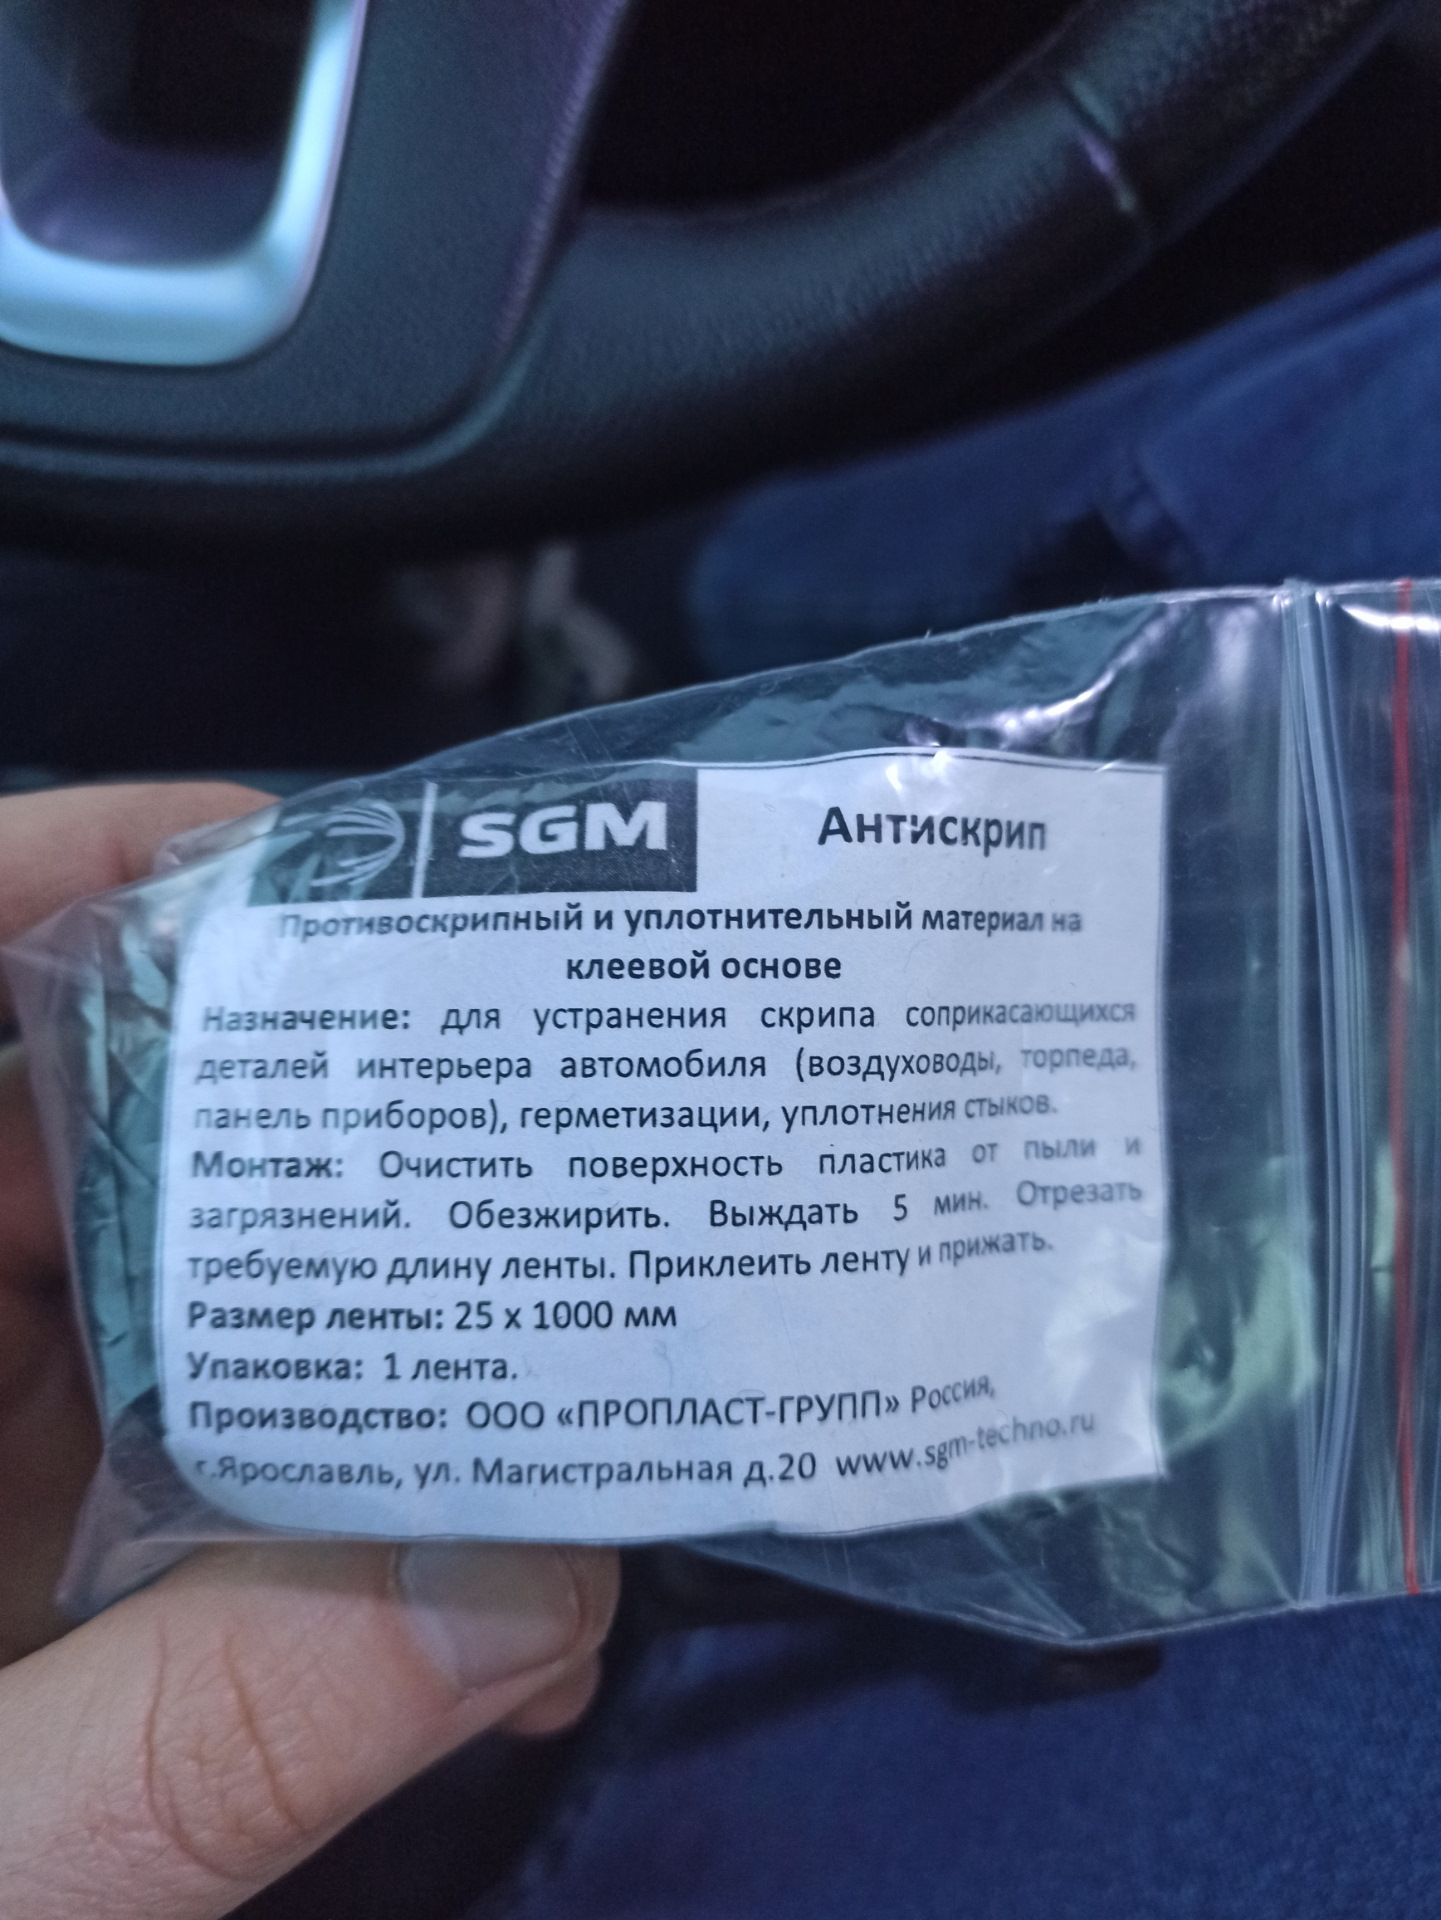 SGM
Антискрип
Противоскрипный и уплотнительный материал на
клеевой основе
Назначение: для устранения скрипа соприкасающихся
деталей интерьера автомобиля (воздуховоды, торпеда,
панель приборов), герметизации, уплотнения стыков.
Монтаж: Очистить поверхность пластика от пыли и
загрязнений. Обезжирить. Выждать 5 мин. Отрезать
требуемую длину ленты. Приклеить ленту и прижать.
Размер ленты: 25 х 1000 мм
Упаковка: 1 лента.
Производство: ООО «ПРОПЛАСТ-ГРУПП» Россия,
г.Ярославль, ул. Магистральная д.20 www.sgm-techno.ru